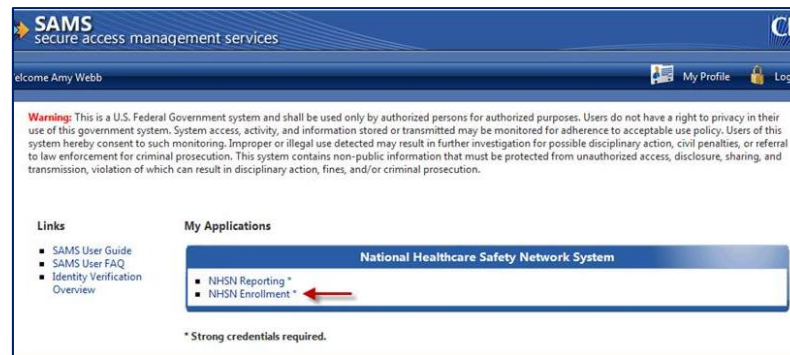 SAMS
secure access management services
elcome Amy Webb
My Profile
Log
Warning: This is a U.S. Federal Government system and shall be used only by authorized persons for authorized purposes. Users do not have a right to privacy in their
use of this government system. System access, activity, and information stored or transmitted may be monitored for adherence to acceptable use policy. Users of this
system hereby consent to such monitoring. Improper or illegal use detected may result in further investigation for possible disciplinary action, civil penalties, or referral
to law enforcement for criminal prosecution. This system contains non-public information that must be protected from unauthorized access, disclosure, sharing, and
transmission, violation of which can result in disciplinary action, fines, and/or criminal prosecution.
Links
SAMS User Guide
SAMS User FAQ
Identity Verification
Overview
My Applications
National Healthcare Safety Network System
NHSN Reporting *
NHSN Enrollment *
* Strong credentials required.